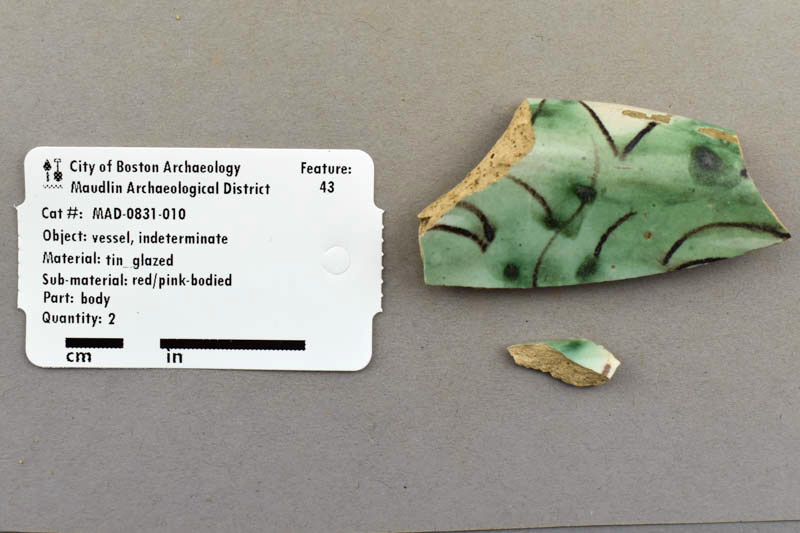 City of Boston Archaeology
Maudlin Archaeological District
Feature:
43
Cat #: MAD-0831-010
Object: vessel, indeterminate
Material: tin_glazed
Sub-material: red/pink-bodied
Part: body
Quantity: 2
cm in